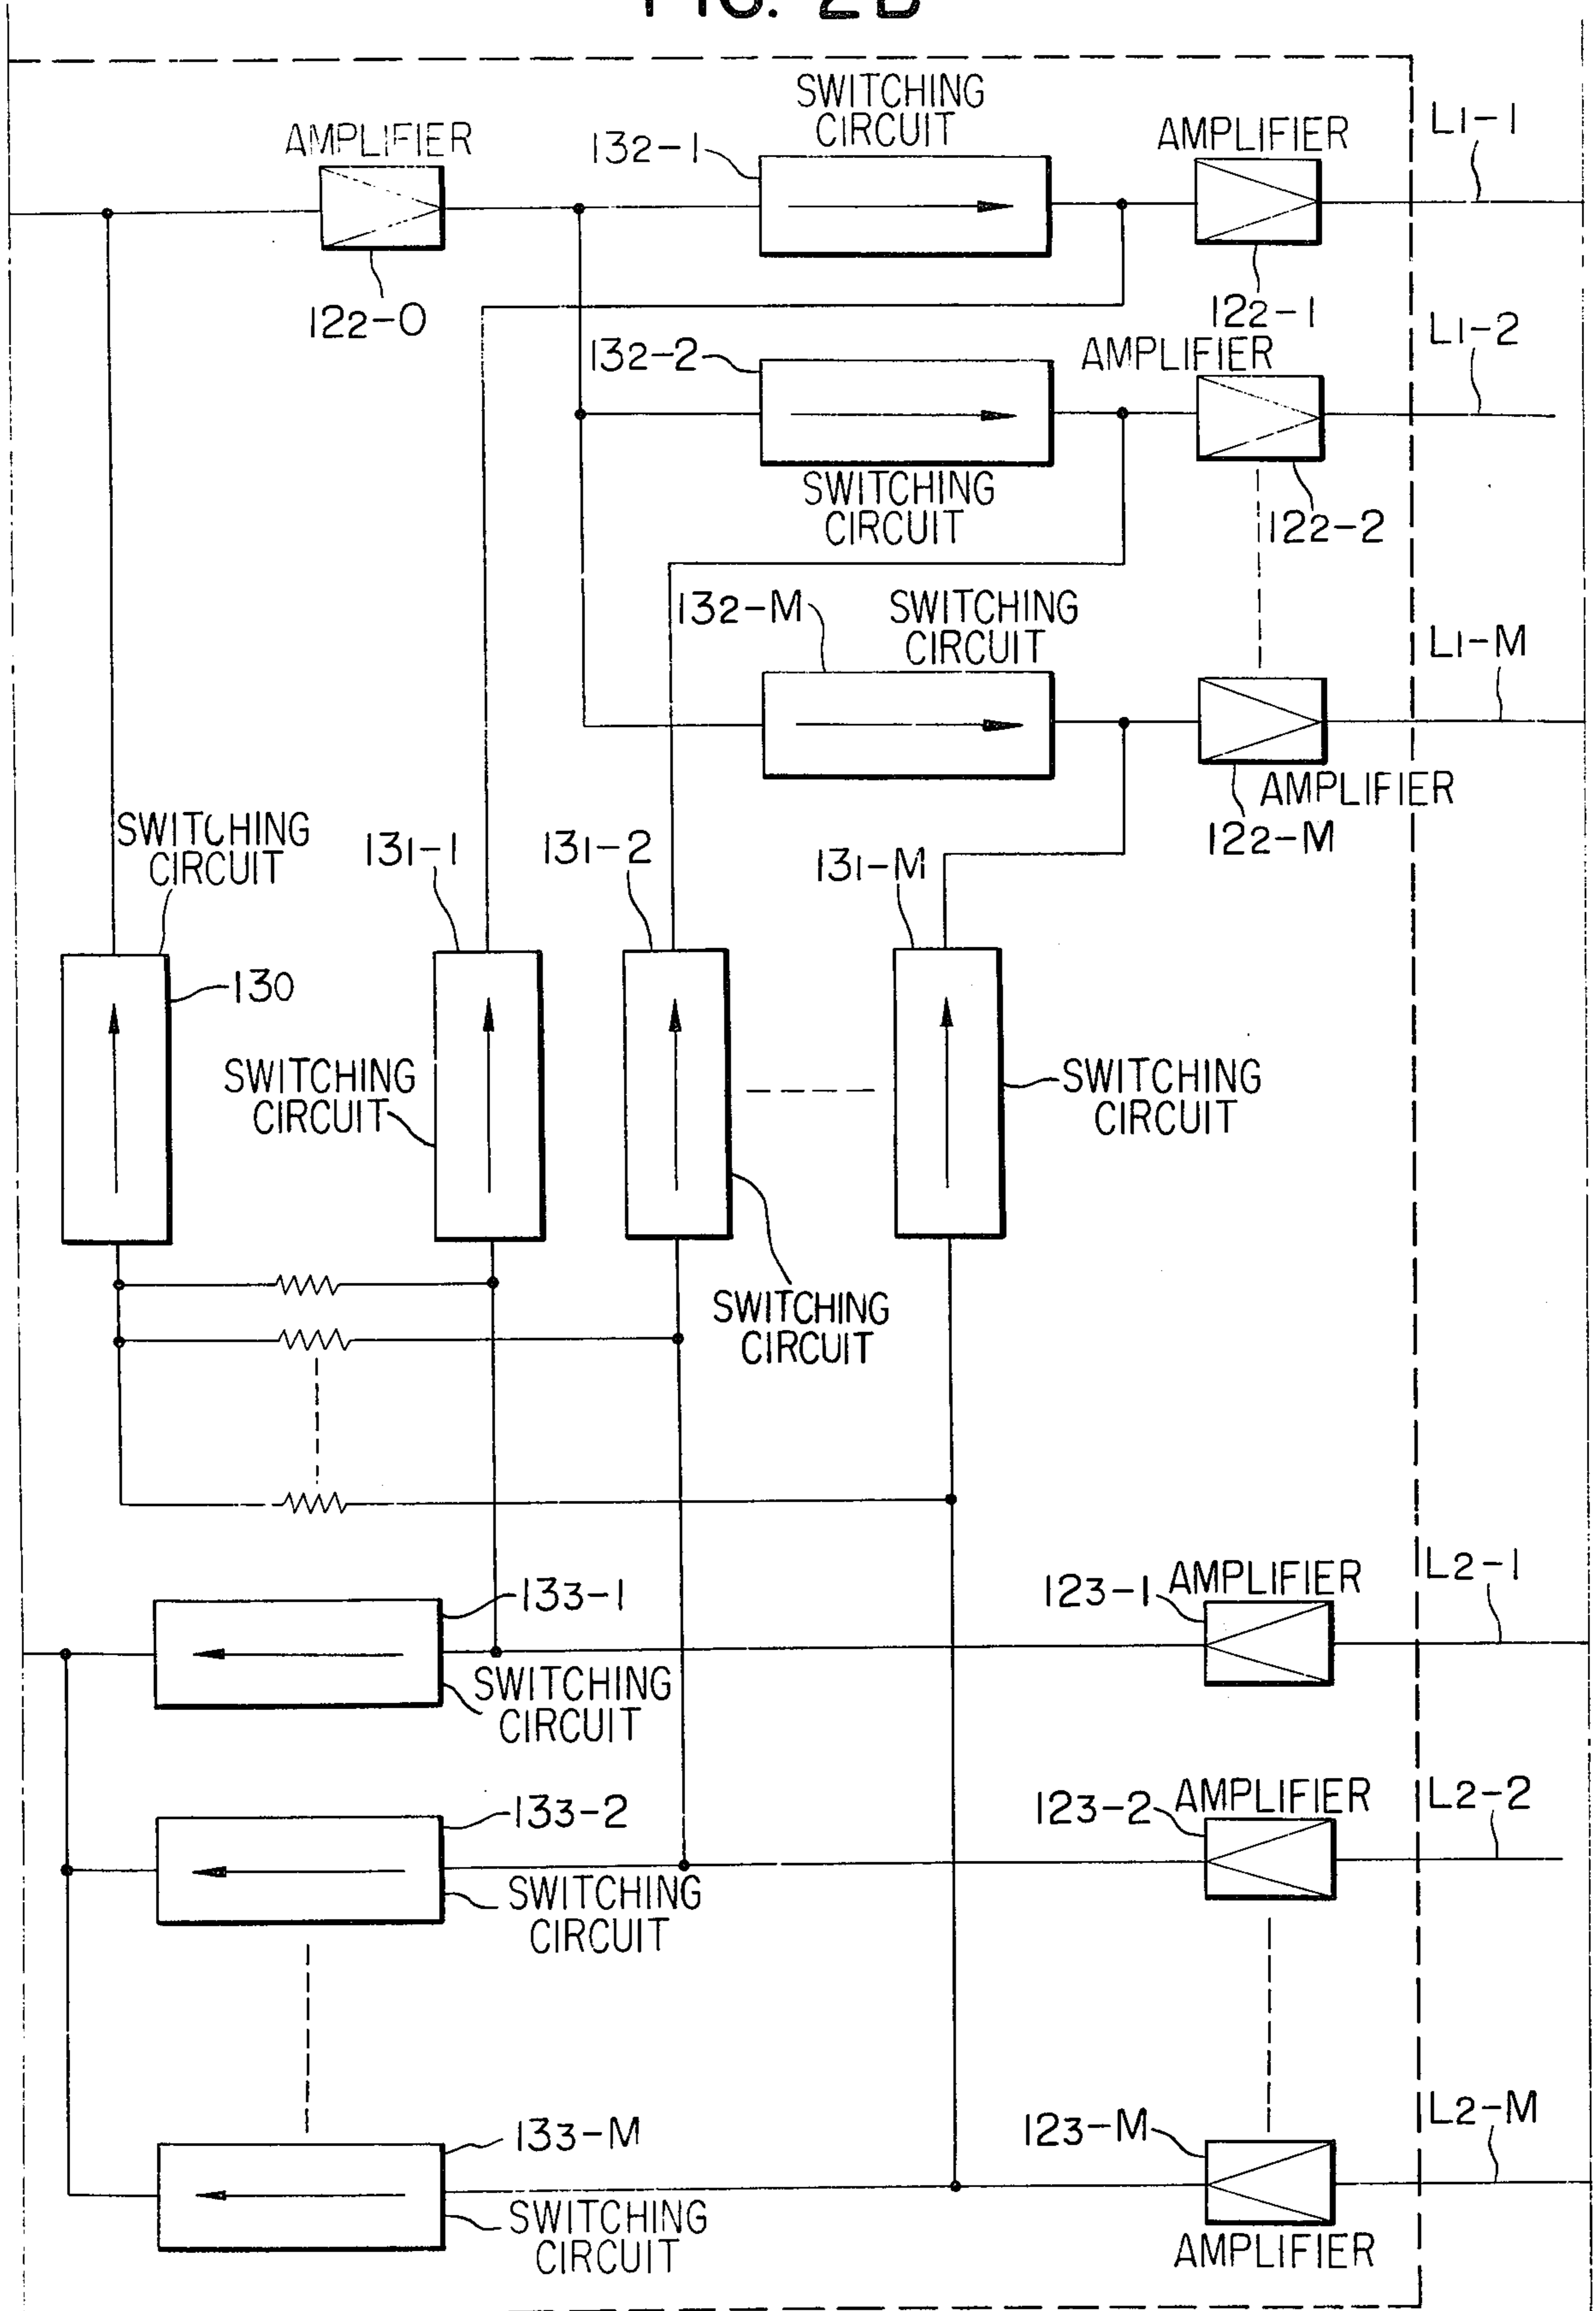 FIG. 2B
SWITCHING
CIRCUIT
AMPLIFIER
132-1
AMPLIFIER
L1-1
122-0
122-1
132-2
AMPLIFIER
L1-2
SWITCHING
CIRCUIT
122-2
132-M
SWITCHING
CIRCUIT
L1-M
AMPLIFIER
122-M
SWITCHING
CIRCUIT
131-1
131-2
131-M
130
SWITCHING
CIRCUIT
SWITCHING
CIRCUIT
SWITCHING
CIRCUIT
133-1
123-1
AMPLIFIER
L2-1
SWITCHING
CIRCUIT
133-2
123-2
AMPLIFIER
L2-2
SWITCHING
CIRCUIT
133-M
123-M
L2-M
SWITCHING
CIRCUIT
AMPLIFIER